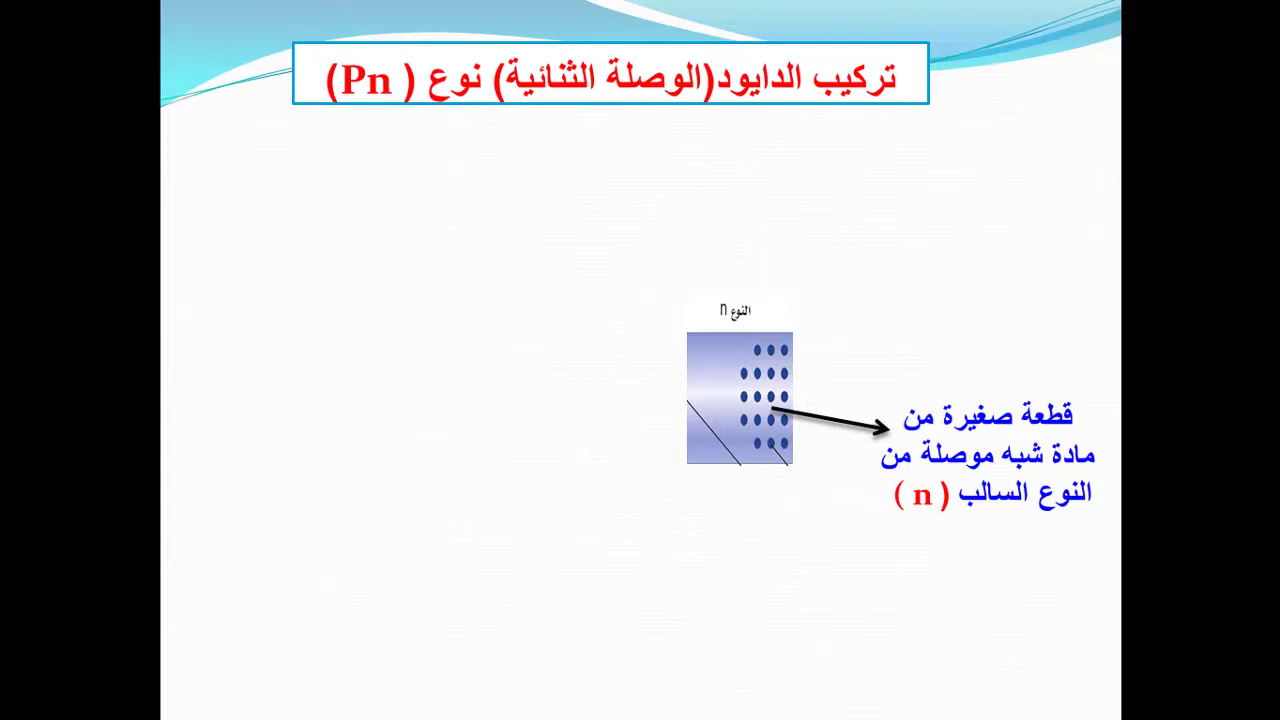 تركيب الدايود(الوصلة الثنائية) نوع ( Pn)
النوع n
قطعة صغيرة من
مادة شبه موصلة من
النوع السالب ( n )